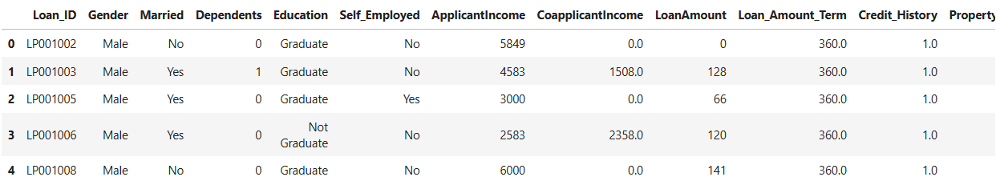 Loan_ID Gender Married Dependents Education Self_Employed ApplicantIncome CoapplicantIncome LoanAmount Loan_Amount_Term Credit_History Property
0 LP001002 Male No 0 Graduate No 5849 0.0 0 360.0 1.0
1 LP001003 Male Yes 1 Graduate No 4583 1508.0 128 360.0 1.0
2 LP001005 Male Yes 0 Graduate Yes 3000 0.0 66 360.0 1.0
3 LP001006 Male Yes 0 Not Graduate No 2583 2358.0 120 360.0 1.0
4 LP001008 Male No 0 Graduate No 6000 0.0 141 360.0 1.0